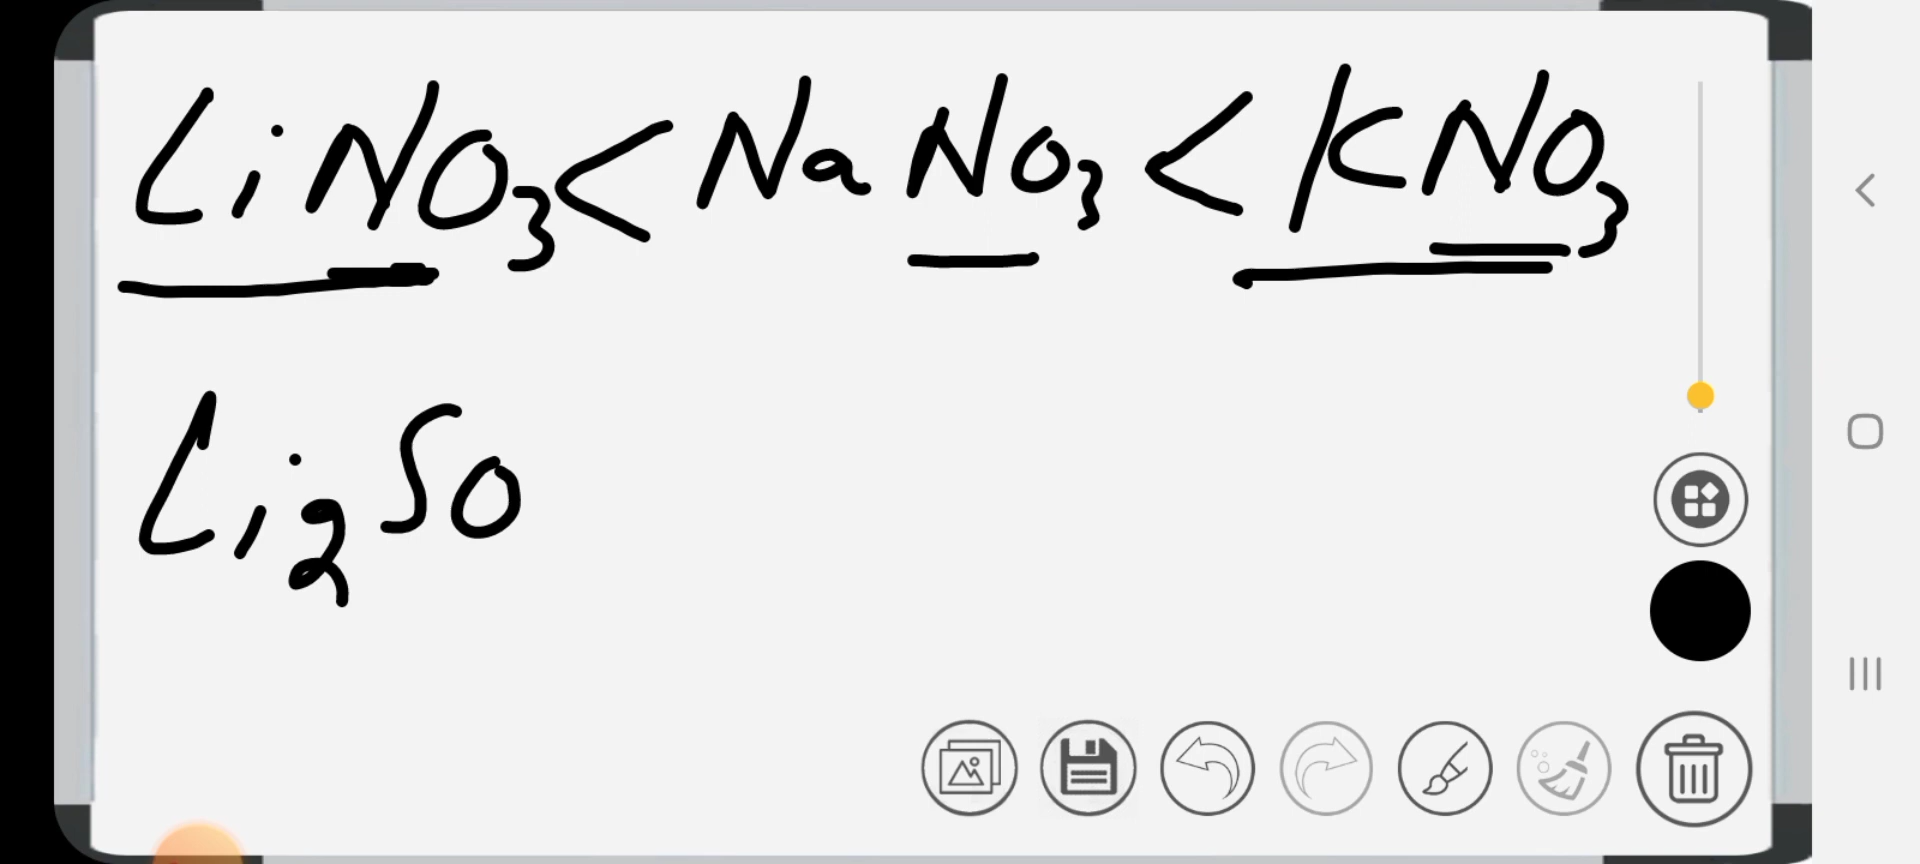 LiNO₃ < NaNO₃ < KNO₃
Li₂SO